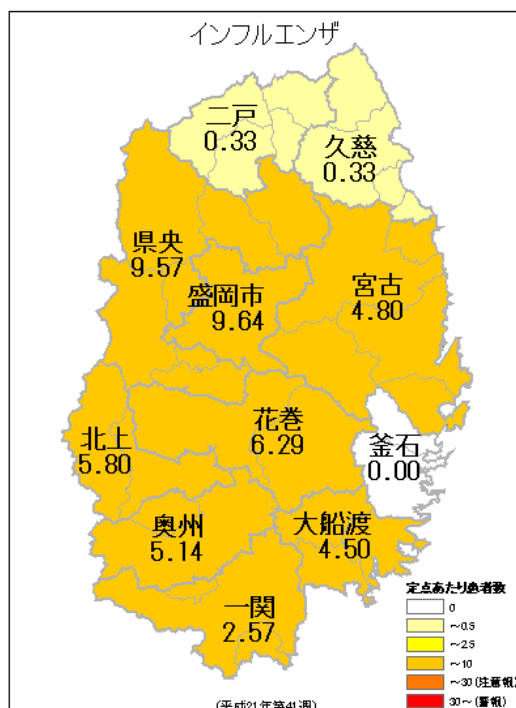 インフルエンザ
二戸
0.33
久慈
0.33
県央
9.57
盛岡市
9.64
宮古
4.80
花巻
6.29
北上
5.80
釜石
0.00
奥州
5.14
大船渡
4.50
一関
2.57
定点あたり患者数
0
～0.5
～2.5
～10
～30(注意報)
30～(警報)
(平成21年第41週)